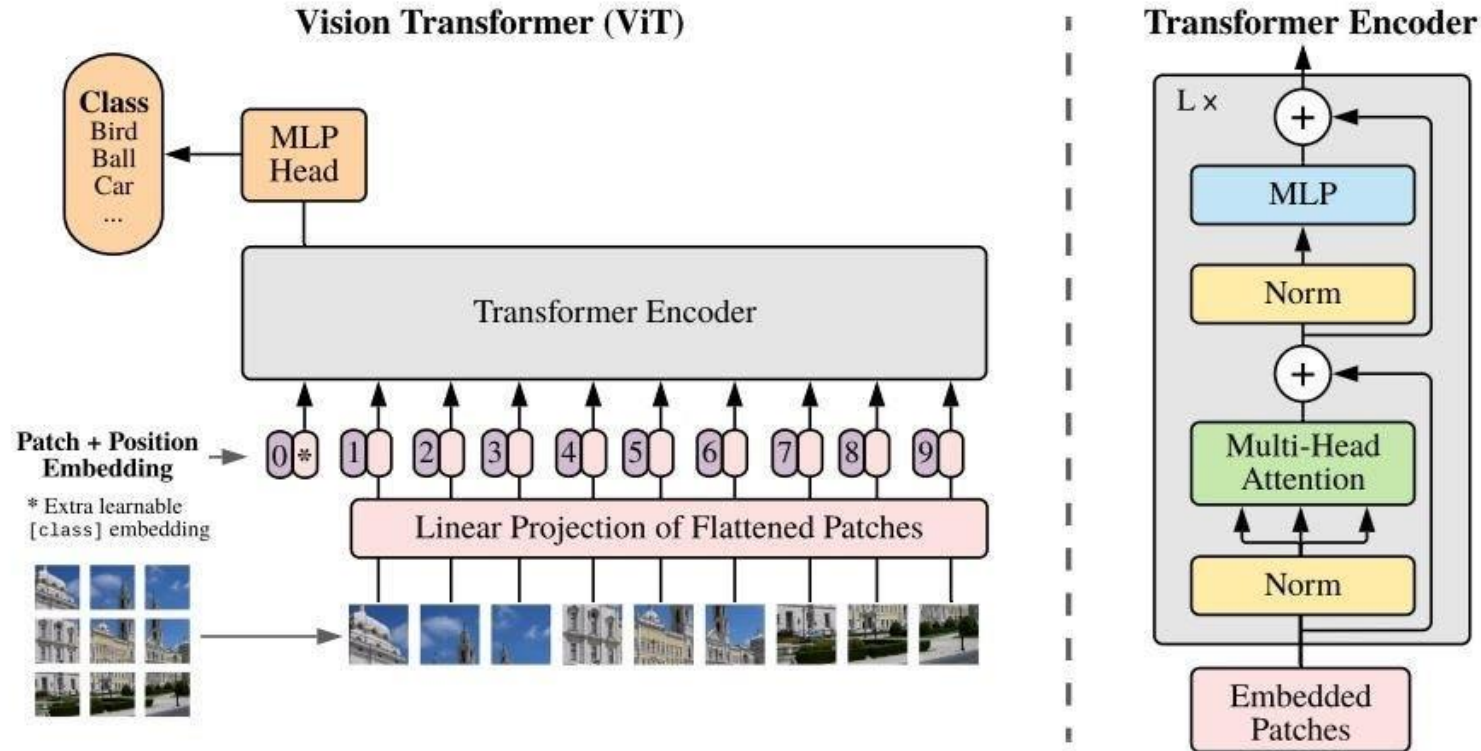 Vision Transformer (ViT)
Class
Bird
Ball
Car
...
MLP
Head
Transformer Encoder
Patch + Position
Embedding
0 * 1 2 3 4 5 6 7 8 9
* Extra learnable
[class] embedding
Linear Projection of Flattened Patches
Transformer Encoder
L ×
+
MLP
Norm
+
Multi-Head
Attention
Norm
Embedded
Patches